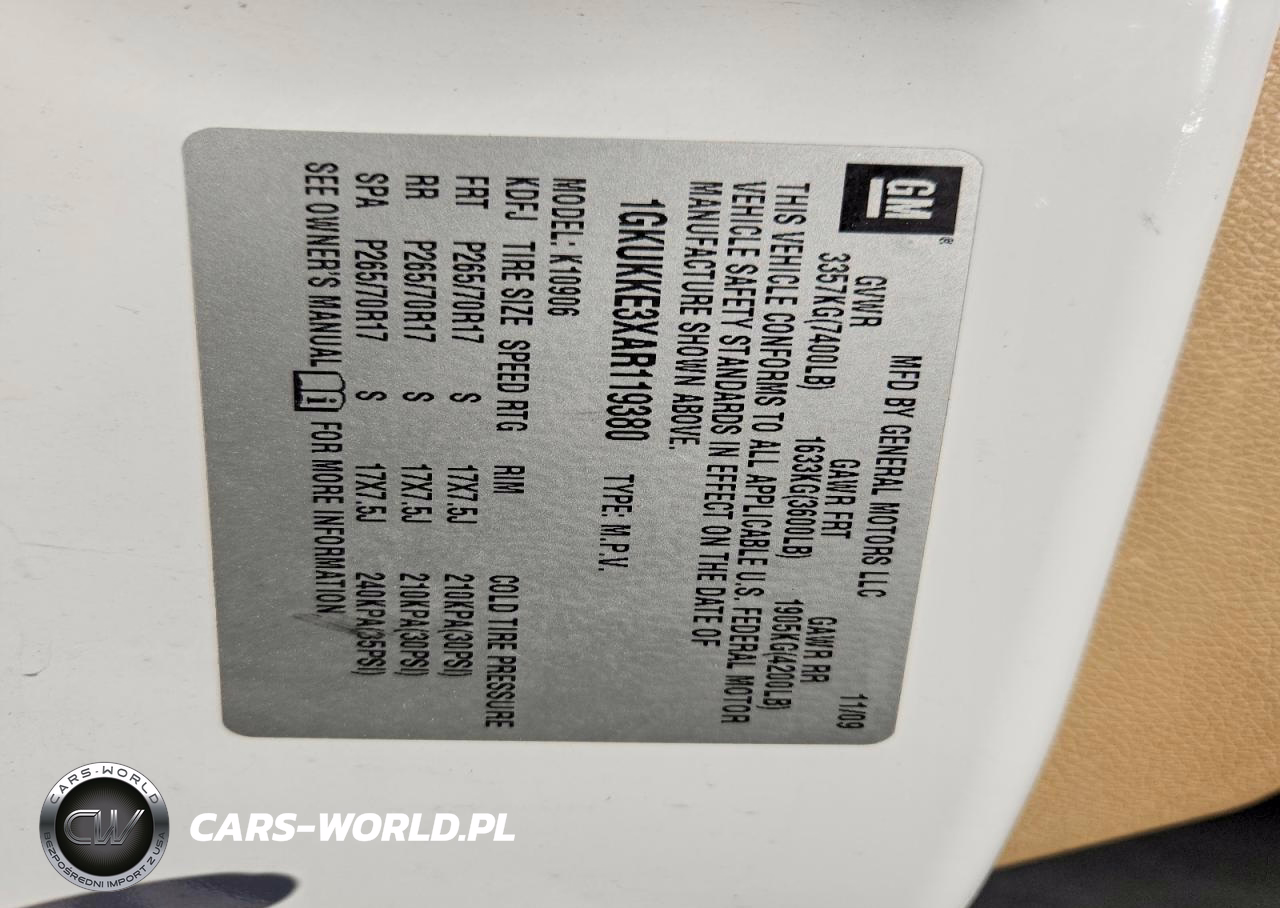 GM®
MFD BY GENERAL MOTORS LLC 11/09
GVWR GAWR FRT GAWR RR
3357KG(7400LB) 1633KG(3600LB) 1905KG(4200LB)
THIS VEHICLE CONFORMS TO ALL APPLICABLE U.S. FEDERAL MOTOR
VEHICLE SAFETY STANDARDS IN EFFECT ON THE DATE OF
MANUFACTURE SHOWN ABOVE.
1GKUKKE3XAR119380 TYPE: M.P.V.
MODEL: K10906
KDFJ TIRE SIZE SPEED RTG RIM COLD TIRE PRESSURE
FRT P265/70R17 S 17X7.5J 210KPA(30PSI)
RR P265/70R17 S 17X7.5J 210KPA(30PSI)
SPA P265/70R17 S 17X7.5J 240KPA(35PSI)
SEE OWNER'S MANUAL i FOR MORE INFORMATION
CARS-WORLD
CW
BEZPOŚREDNI IMPORT Z USA
CARS-WORLD.PL